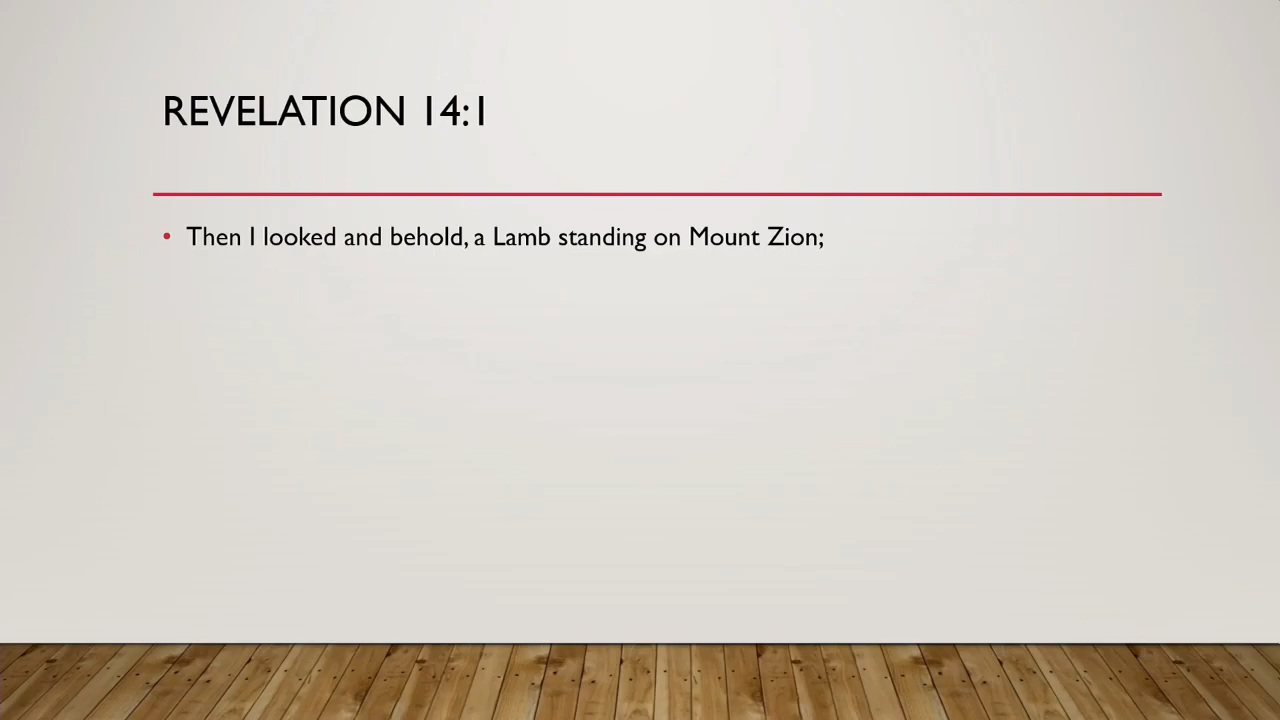 REVELATION 14:1
• Then I looked and behold, a Lamb standing on Mount Zion;